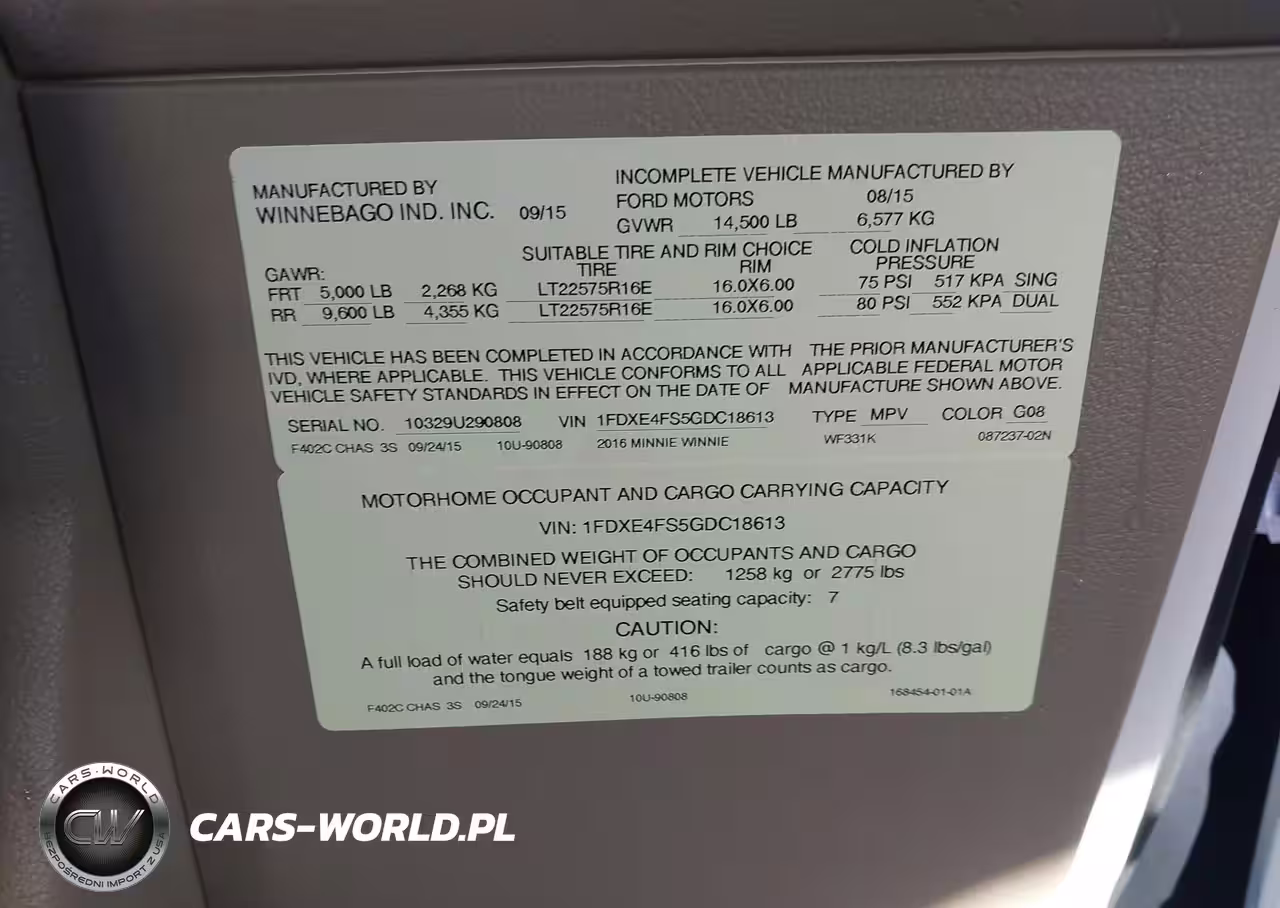 MANUFACTURED BY
WINNEBAGO IND. INC. 09/15
INCOMPLETE VEHICLE MANUFACTURED BY
FORD MOTORS 08/15
GVWR 14,500 LB 6,577 KG
SUITABLE TIRE AND RIM CHOICE COLD INFLATION
GAWR: TIRE RIM PRESSURE
FRT 5,000 LB 2,268 KG LT22575R16E 16.0X6.00 75 PSI 517 KPA SING
RR 9,600 LB 4,355 KG LT22575R16E 16.0X6.00 80 PSI 552 KPA DUAL
THIS VEHICLE HAS BEEN COMPLETED IN ACCORDANCE WITH THE PRIOR MANUFACTURER'S
IVD, WHERE APPLICABLE. THIS VEHICLE CONFORMS TO ALL APPLICABLE FEDERAL MOTOR
VEHICLE SAFETY STANDARDS IN EFFECT ON THE DATE OF MANUFACTURE SHOWN ABOVE.
SERIAL NO. 10329U290808 VIN 1FDXE4FS5GDC18613 TYPE MPV COLOR G08
F402C CHAS 3S 09/24/15 10U-90808 2016 MINNIE WINNIE WF331K 087237-02N
MOTORHOME OCCUPANT AND CARGO CARRYING CAPACITY
VIN: 1FDXE4FS5GDC18613
THE COMBINED WEIGHT OF OCCUPANTS AND CARGO
SHOULD NEVER EXCEED: 1258 kg or 2775 lbs
Safety belt equipped seating capacity: 7
CAUTION:
A full load of water equals 188 kg or 416 lbs of cargo @ 1 kg/L (8.3 lbs/gal)
and the tongue weight of a towed trailer counts as cargo.
F402C CHAS 3S 09/24/15 10U-90808 168454-01-01A
CARS-WORLD
CW
BEZPOŚREDNI IMPORT Z USA
CARS-WORLD.PL